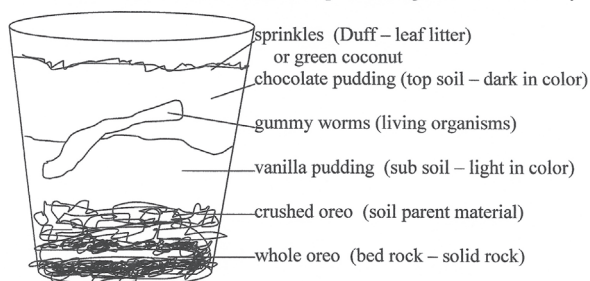 sprinkles (Duff – leaf litter)
or green coconut
chocolate pudding (top soil – dark in color)
gummy worms (living organisms)
vanilla pudding (sub soil – light in color)
crushed oreo (soil parent material)
whole oreo (bed rock – solid rock)